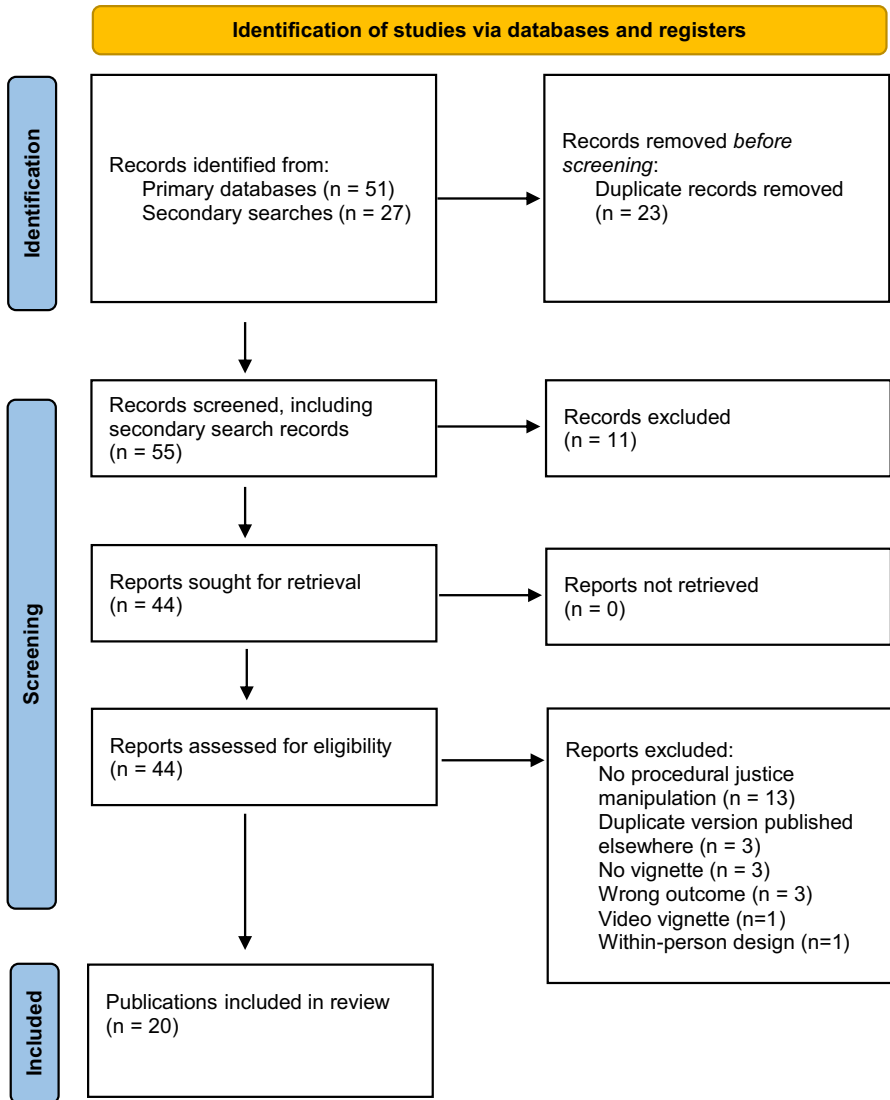 Identification of studies via databases and registers
Identification
Records identified from:
Primary databases (n = 51)
Secondary searches (n = 27)
Records removed before
screening:
Duplicate records removed
(n = 23)
Screening
Records screened, including
secondary search records
(n = 55)
Records excluded
(n = 11)
Reports sought for retrieval
(n = 44)
Reports not retrieved
(n = 0)
Reports assessed for eligibility
(n = 44)
Reports excluded:
No procedural justice
manipulation (n = 13)
Duplicate version published
elsewhere (n = 3)
No vignette (n = 3)
Wrong outcome (n = 3)
Video vignette (n=1)
Within-person design (n=1)
Included
Publications included in review
(n = 20)